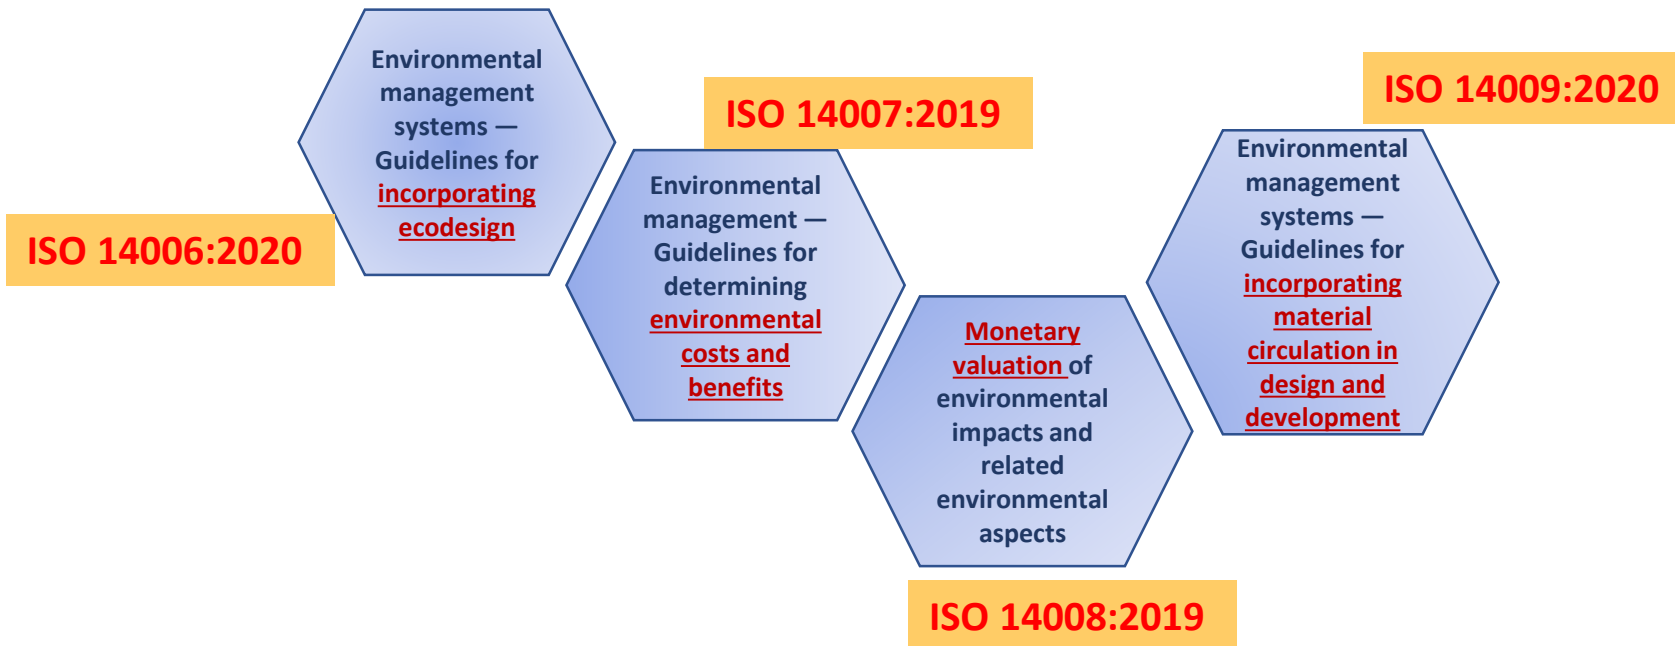 Environmental
management
systems —
Guidelines for
incorporating
ecodesign
ISO 14006:2020
ISO 14007:2019
Environmental
management —
Guidelines for
determining
environmental
costs and
benefits
Monetary
valuation of
environmental
impacts and
related
environmental
aspects
ISO 14008:2019
ISO 14009:2020
Environmental
management
systems —
Guidelines for
incorporating
material
circulation in
design and
development